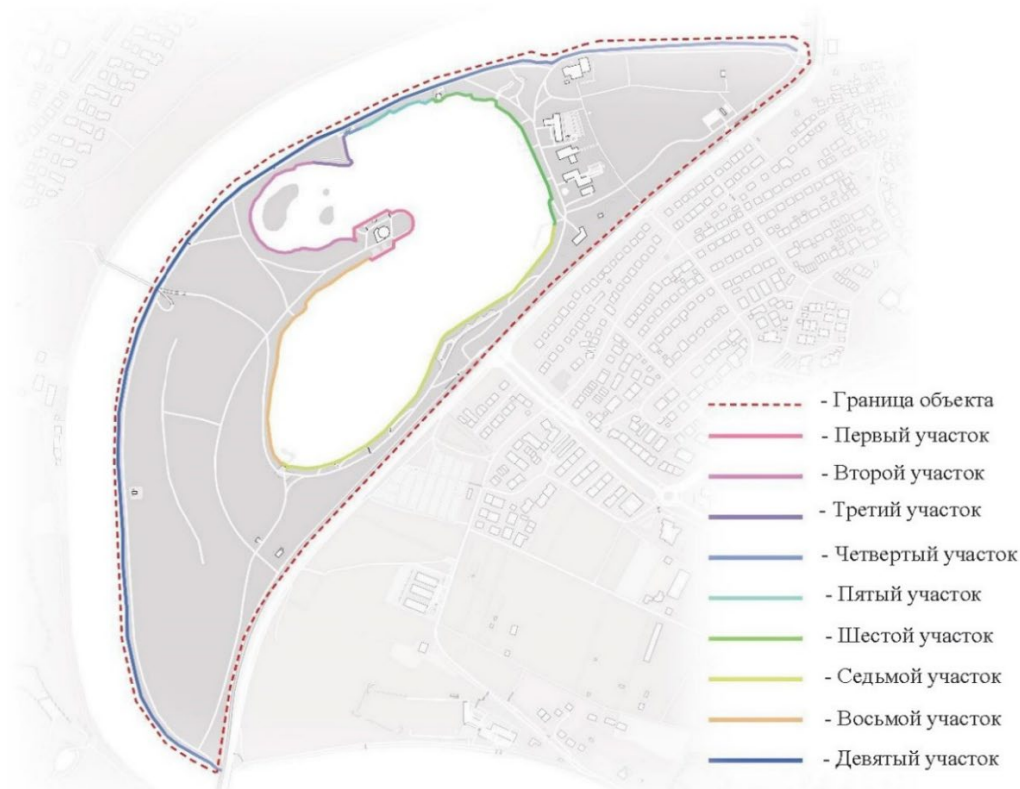 - Граница объекта
- Первый участок
- Второй участок
- Третий участок
- Четвертый участок
- Пятый участок
- Шестой участок
- Седьмой участок
- Восьмой участок
- Девятый участок